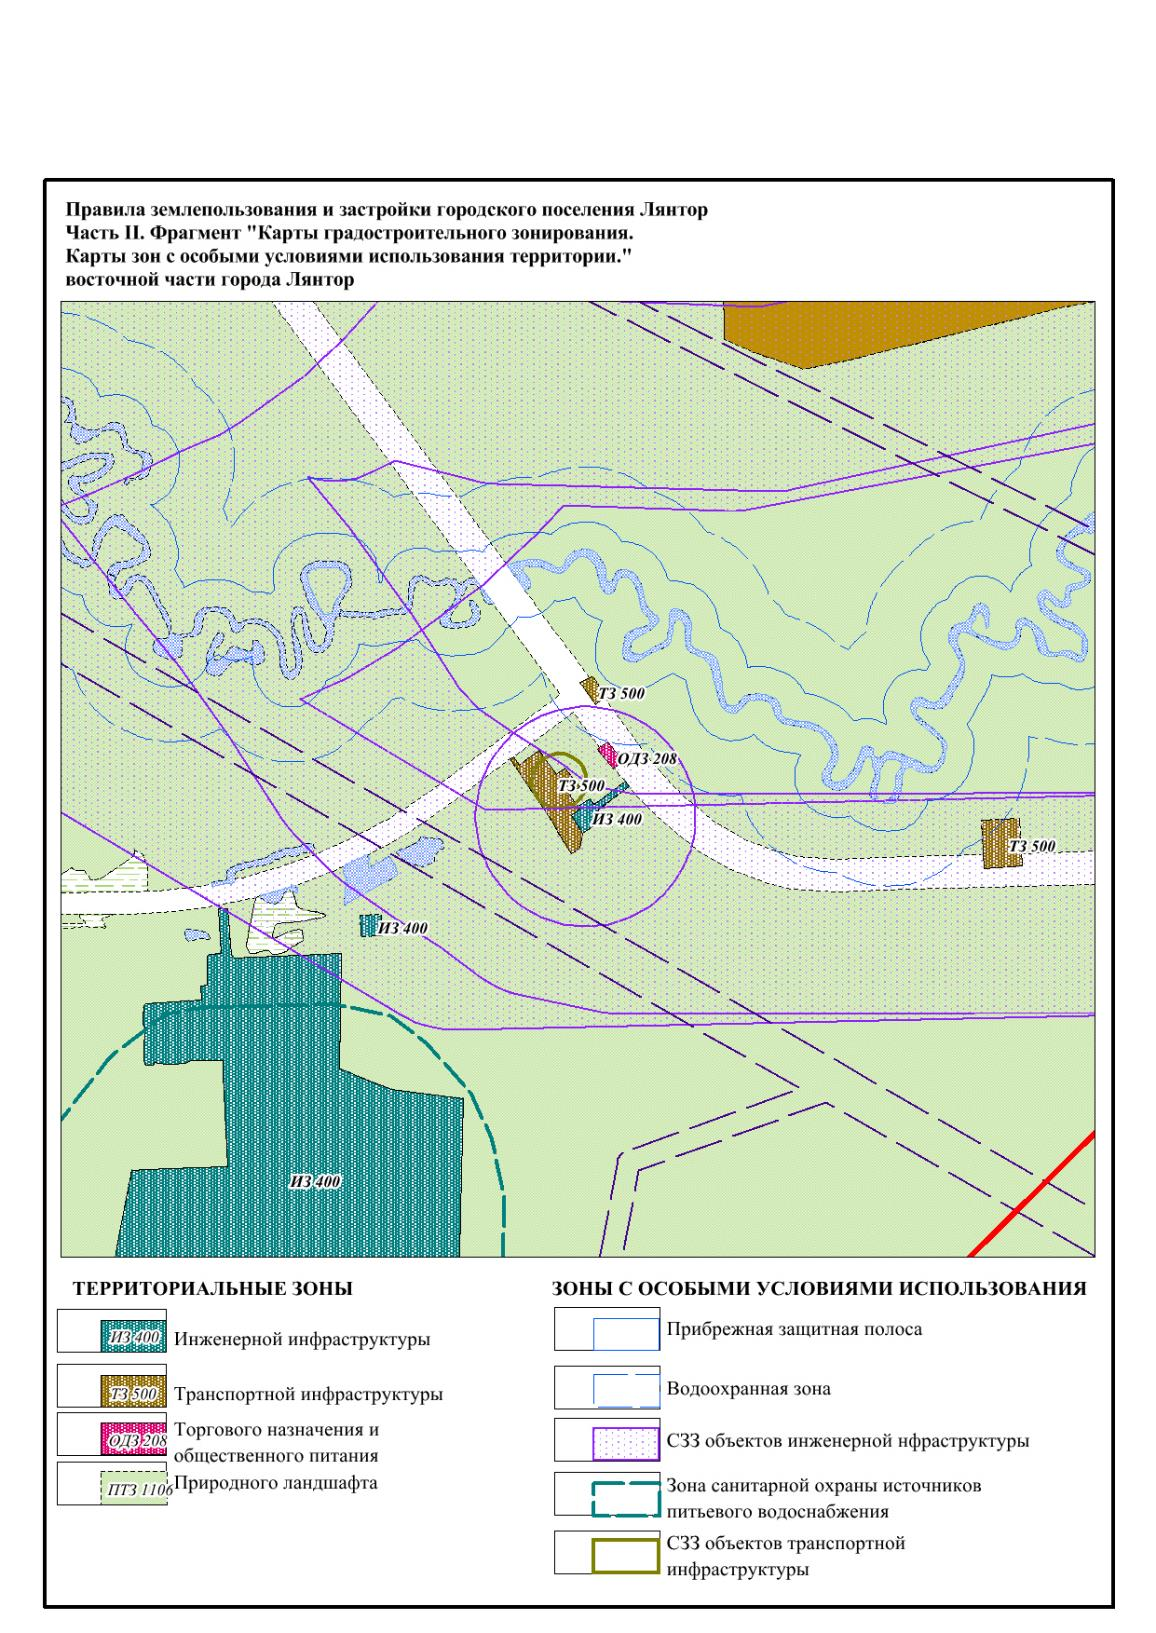 Правила землепользования и застройки городского поселения Лянтор
Часть II. Фрагмент "Карты градостроительного зонирования.
Карты зон с особыми условиями использования территории."
восточной части города Лянтор
ТЗ 500
ОДЗ 208
ТЗ 500
ИЗ 400
ТЗ 500
ИЗ 400
ИЗ 400
ТЕРРИТОРИАЛЬНЫЕ ЗОНЫ
ИЗ 400 Инженерной инфраструктуры
ТЗ 500 Транспортной инфраструктуры
ОДЗ 208 Торгового назначения и
общественного питания
ПТЗ 1106 Природного ландшафта
ЗОНЫ С ОСОБЫМИ УСЛОВИЯМИ ИСПОЛЬЗОВАНИЯ
Прибрежная защитная полоса
Водоохранная зона
СЗЗ объектов инженерной нфраструктуры
Зона санитарной охраны источников
питьевого водоснабжения
СЗЗ объектов транспортной
инфраструктуры